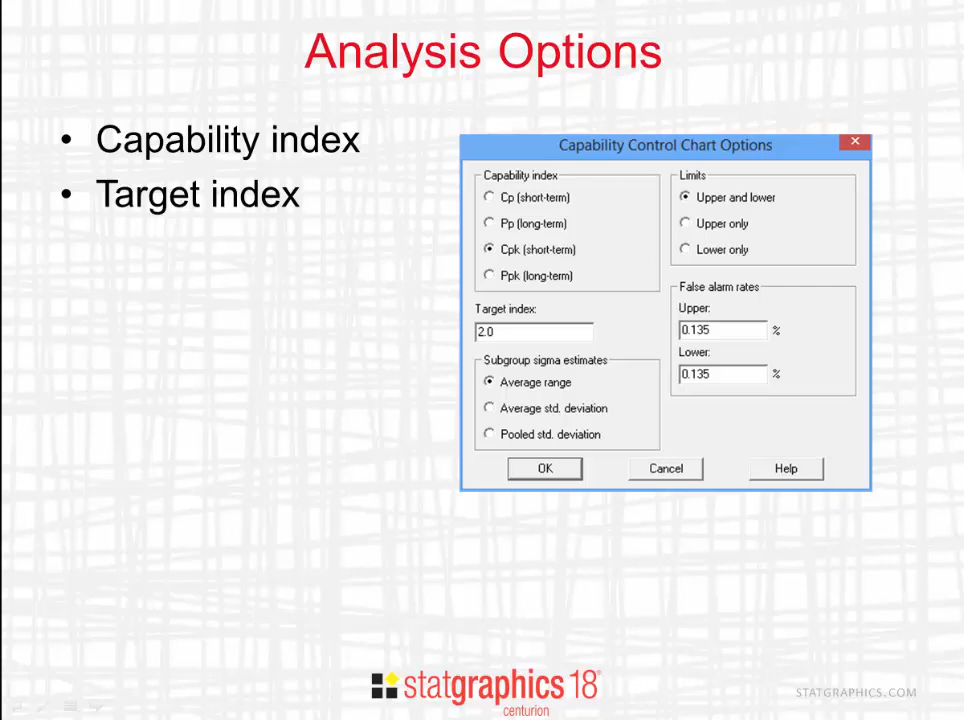 Analysis Options
• Capability index
• Target index
Capability Control Chart Options
Capability index
Cp (short-term)
Pp (long-term)
Cpk (short-term)
Ppk (long-term)
Target index:
2.0
Subgroup sigma estimates
Average range
Average std. deviation
Pooled std. deviation
Limits
Upper and lower
Upper only
Lower only
False alarm rates
Upper:
0.135 %
Lower:
0.135 %
OK Cancel Help
statgraphics 18®
centurion
STATGRAPHICS.COM